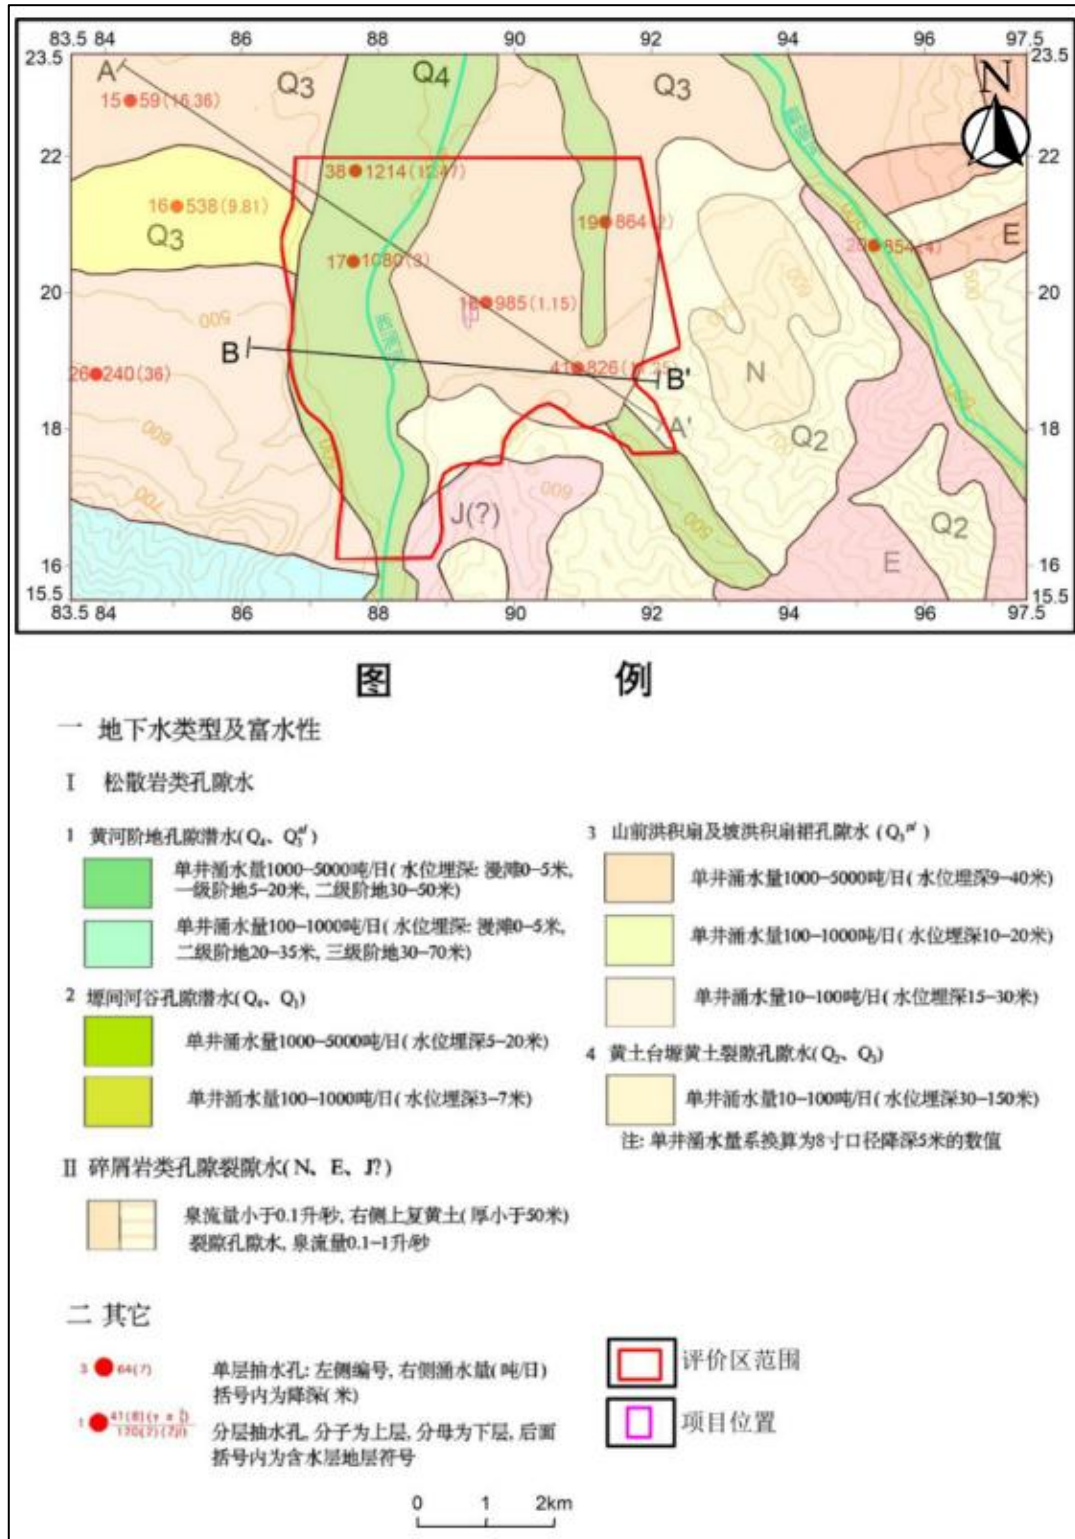 83.5 84 86 88 90 92 94 96 97.5
23.5 23.5
A Q3 Q4 Q3 N
15 59(16.36)
22 22
38 1214(12.47)
16 538(9.81) 19 864(2)
Q3
17 1080(3) 20 854(4) E
500
600
20 20
500 18 985(1.15)
B B'
26 240(36) 41 826(11.25) N
600
A'
18 Q2 18
700
J(?) 600 Q2
500
16 E 16
15.5 15.5
83.5 84 86 88 90 92 94 96 97.5
图 例
一 地下水类型及富水性
I 松散岩类孔隙水
1 黄河阶地孔隙潜水(Q₄、Q₃ᵃˡ)
单井涌水量1000-5000吨/日(水位埋深: 漫滩0-5米,
一级阶地5-20米, 二级阶地30-50米)
单井涌水量100-1000吨/日(水位埋深: 漫滩0-5米,
二级阶地20-35米, 三级阶地30-70米)
2 塬间河谷孔隙潜水(Q₄、Q₃)
单井涌水量1000-5000吨/日(水位埋深5-20米)
单井涌水量100-1000吨/日(水位埋深3-7米)
3 山前洪积扇及坡洪积扇裙孔隙水(Q₃ᵖˡ)
单井涌水量1000-5000吨/日(水位埋深9-40米)
单井涌水量100-1000吨/日(水位埋深10-20米)
单井涌水量10-100吨/日(水位埋深15-30米)
4 黄土台塬黄土裂隙孔隙水(Q₂、Q₃)
单井涌水量10-100吨/日(水位埋深30-150米)
注: 单井涌水量系换算为8寸口径降深5米的数值
II 碎屑岩类孔隙裂隙水(N、E、J?)
泉流量小于0.1升/秒, 右侧上复黄土(厚小于50米)
裂隙孔隙水, 泉流量0.1-1升/秒
二 其它
3 64(7) 单层抽水孔: 左侧编号, 右侧涌水量(吨/日)
括号内为降深(米)
1 分层抽水孔, 分子为上层, 分母为下层, 后面
括号内为含水层地层符号
评价区范围
项目位置
0 1 2km